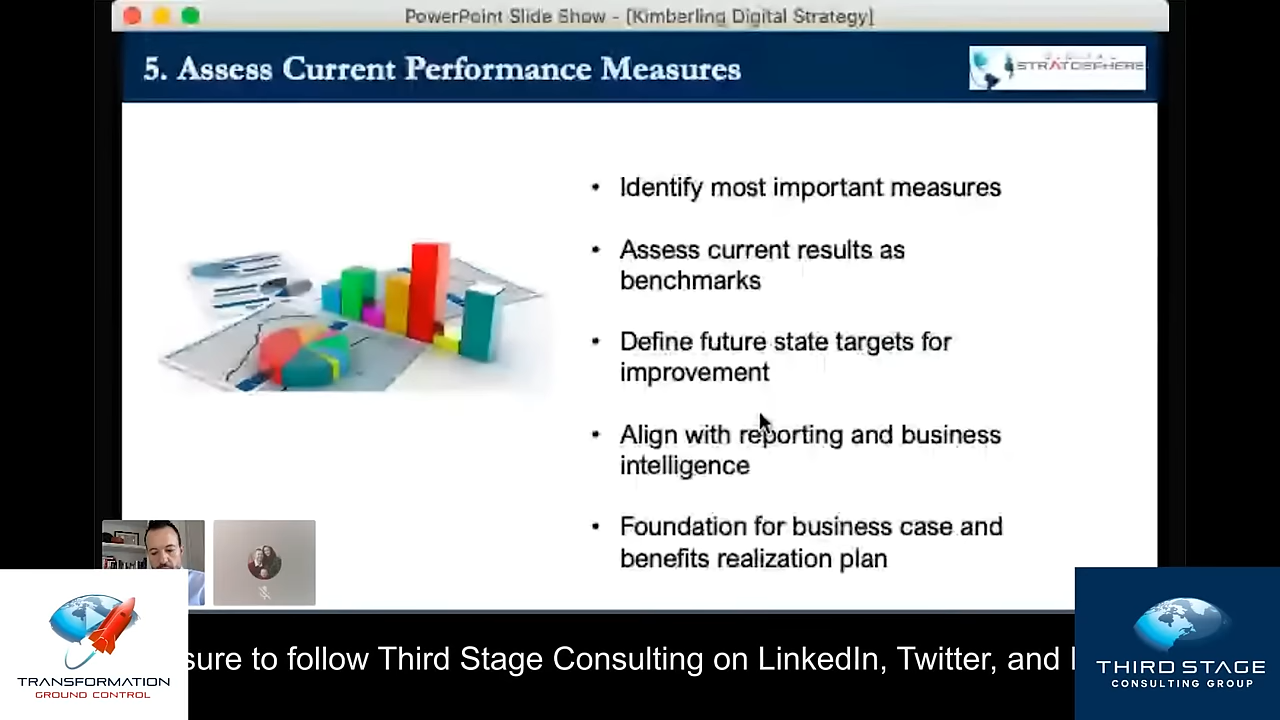 PowerPoint Slide Show - [Kimberling Digital Strategy]
5. Assess Current Performance Measures
STRATOSPHERE
• Identify most important measures
• Assess current results as
benchmarks
• Define future state targets for
improvement
• Align with reporting and business
intelligence
• Foundation for business case and
benefits realization plan
TRANSFORMATION
GROUND CONTROL
sure to follow Third Stage Consulting on LinkedIn, Twitter, and
THIRD STAGE
CONSULTING GROUP